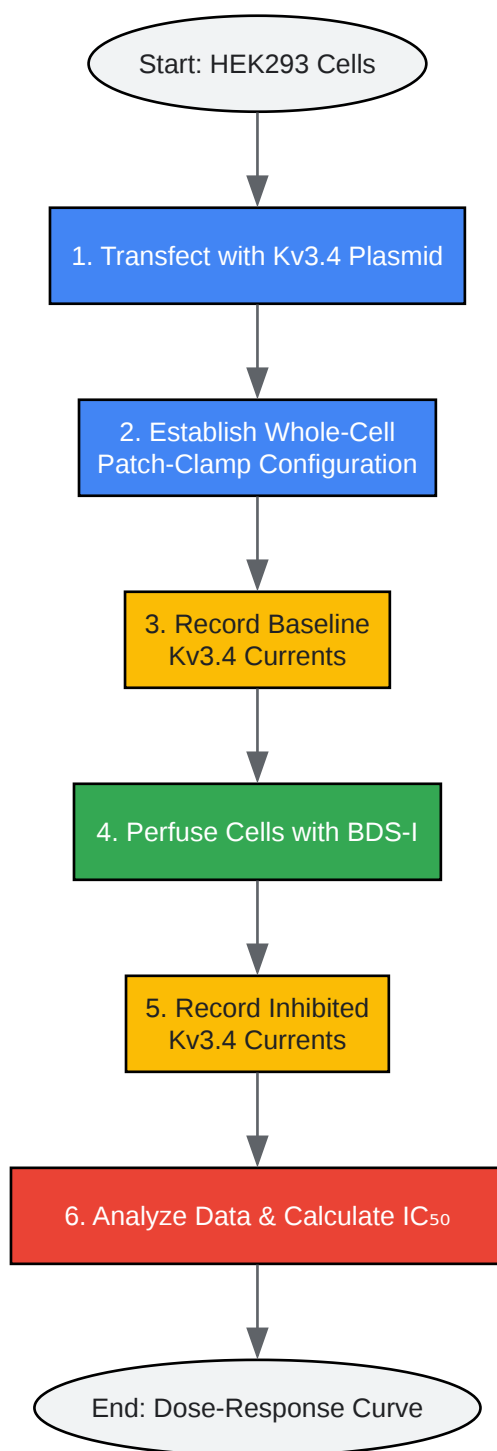 Start: HEK293 Cells
1. Transfect with Kv3.4 Plasmid
2. Establish Whole-Cell
Patch-Clamp Configuration
3. Record Baseline
Kv3.4 Currents
4. Perfuse Cells with BDS-I
5. Record Inhibited
Kv3.4 Currents
6. Analyze Data & Calculate IC₅₀
End: Dose-Response Curve